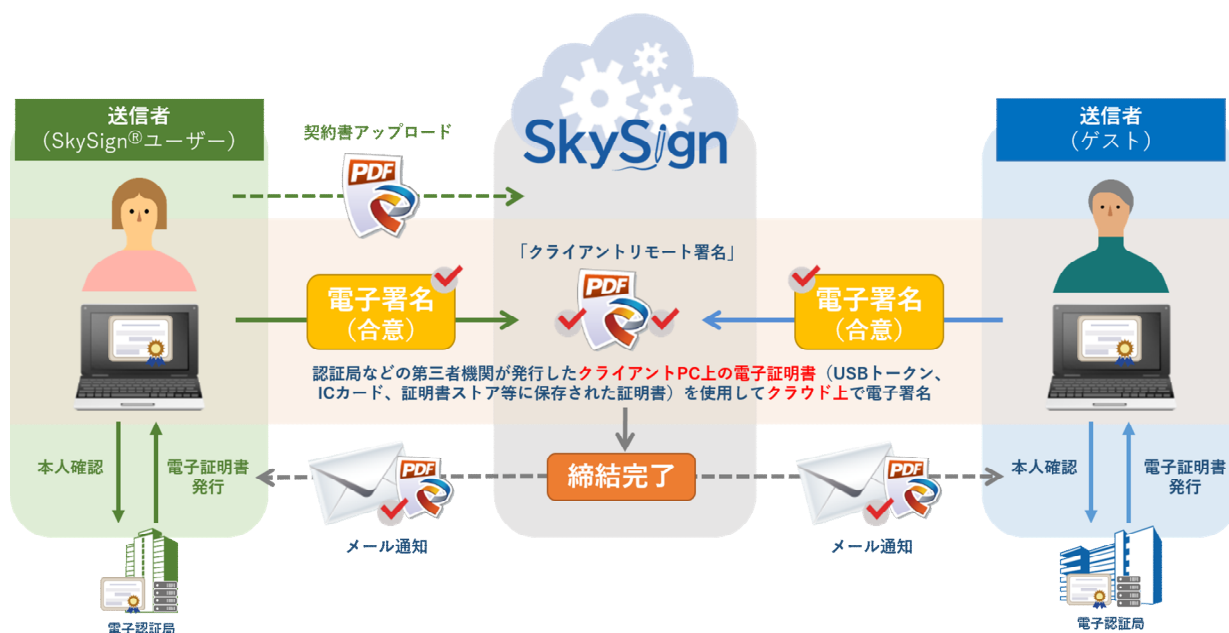 送信者
（SkySign®ユーザー）
契約書アップロード
PDF
SkySign
送信者
（ゲスト）
「クライアントリモート署名」
電子署名
（合意）
PDF
電子署名
（合意）
認証局などの第三者機関が発行したクライアントPC上の電子証明書（USBトークン、
ICカード、証明書ストア等に保存された証明書）を使用してクラウド上で電子署名
本人確認
電子証明書
発行
PDF
メール通知
締結完了
PDF
メール通知
本人確認
電子証明書
発行
電子認証局
電子認証局